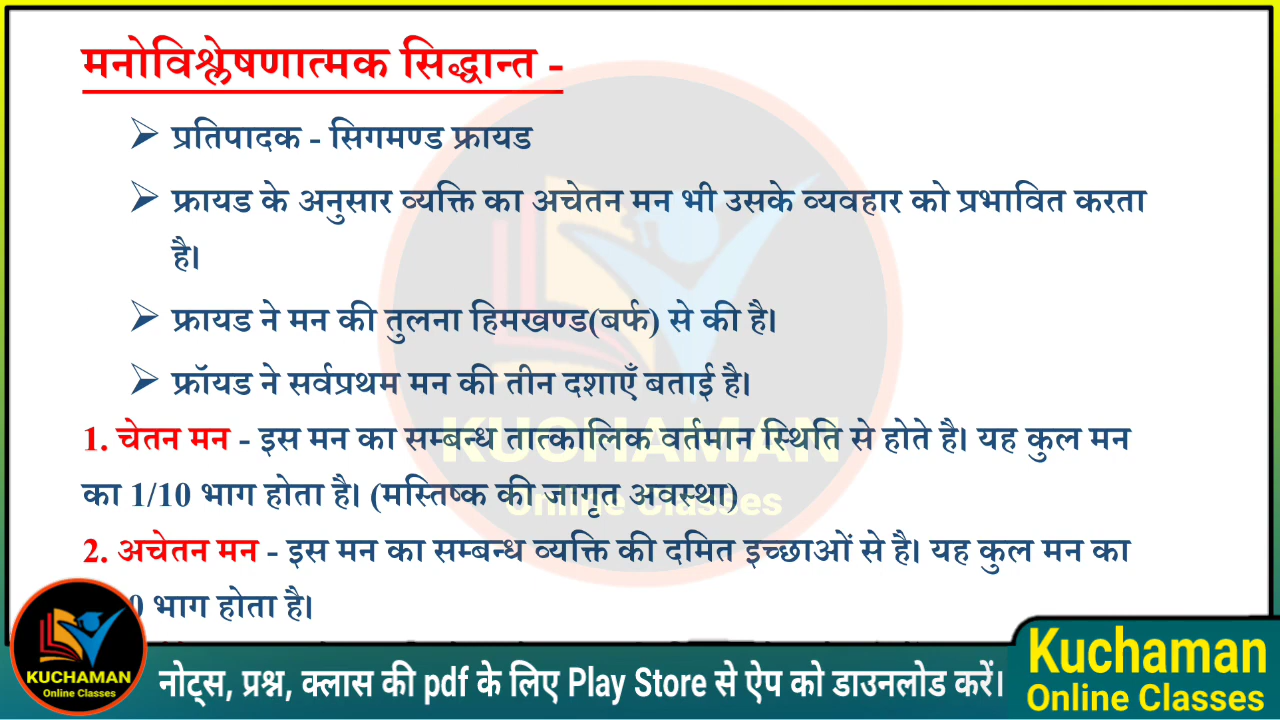 मनोविश्लेषणात्मक सिद्धान्त -
➢ प्रतिपादक - सिगमण्ड फ्रायड
➢ फ्रायड के अनुसार व्यक्ति का अचेतन मन भी उसके व्यवहार को प्रभावित करता
है।
➢ फ्रायड ने मन की तुलना हिमखण्ड(बर्फ) से की है।
➢ फ्रॉयड ने सर्वप्रथम मन की तीन दशाएँ बताई है।
1. चेतन मन - इस मन का सम्बन्ध तात्कालिक वर्तमान स्थिति से होते है। यह कुल मन
का 1/10 भाग होता है। (मस्तिष्क की जागृत अवस्था)
2. अचेतन मन - इस मन का सम्बन्ध व्यक्ति की दमित इच्छाओं से है। यह कुल मन का
भाग होता है।
KUCHAMAN
Online Classes
KUCHAMAN
Online Classes
नोट्स, प्रश्न, क्लास की pdf के लिए Play Store से ऐप को डाउनलोड करें।
Kuchaman
Online Classes